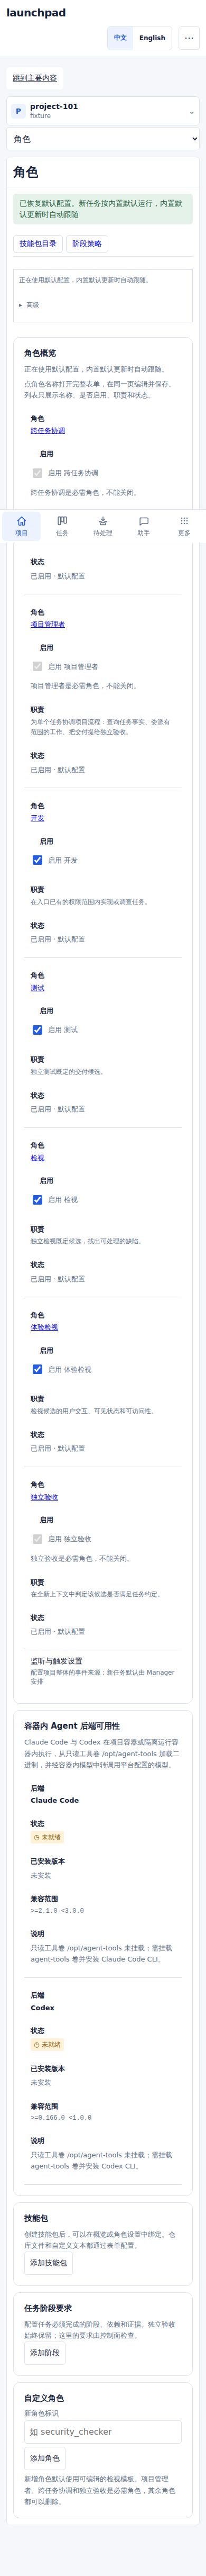 launchpad
中文 English ⋯
跳到主要内容
P project-101
fixture
角色
角色
已恢复默认配置。新任务按内置默认运行，内置默
认更新时自动跟随
技能包目录 阶段策略
正在使用默认配置，内置默认更新时自动跟随。
▸ 高级
角色概览
正在使用默认配置，内置默认更新时自动跟随。
点角色名称打开完整表单，在同一页编辑并保存。
列表只展示名称、是否启用、职责和状态。
角色
跨任务协调
启用
启用 跨任务协调
跨任务协调是必需角色，不能关闭。
项目 任务 待处理 助手 更多
状态
已启用 · 默认配置
角色
项目管理者
启用
启用 项目管理者
项目管理者是必需角色，不能关闭。
职责
为单个任务协调项目流程：查询任务事实、委派有
范围的工作、把交付提给独立验收。
状态
已启用 · 默认配置
角色
开发
启用
启用 开发
职责
在入口已有的权限范围内实现或调查任务。
状态
已启用 · 默认配置
角色
测试
启用
启用 测试
职责
独立测试既定的交付候选。
状态
已启用 · 默认配置
角色
检视
启用
启用 检视
职责
独立检视既定候选，找出可处理的缺陷。
状态
已启用 · 默认配置
角色
体验检视
启用
启用 体验检视
职责
检视候选的用户交互、可见状态和可访问性。
状态
已启用 · 默认配置
角色
独立验收
启用
启用 独立验收
独立验收是必需角色，不能关闭。
职责
在全新上下文中判定该候选是否满足任务约定。
状态
已启用 · 默认配置
监听与触发设置
配置项目整体的事件来源；新任务默认由 Manager
安排
容器内 Agent 后端可用性
Claude Code 与 Codex 在项目容器或隔离运行容
器内执行，从只读工具卷 /opt/agent-tools 加载二
进制，并经容器内模型中转调用平台配置的模型。
后端
Claude Code
状态
未就绪
已安装版本
未安装
兼容范围
>=2.1.0 <3.0.0
说明
只读工具卷 /opt/agent-tools 未挂载；需挂载
agent-tools 卷并安装 Claude Code CLI。
后端
Codex
状态
未就绪
已安装版本
未安装
兼容范围
>=0.166.0 <1.0.0
说明
只读工具卷 /opt/agent-tools 未挂载；需挂载
agent-tools 卷并安装 Codex CLI。
技能包
创建技能包后，可以在概览或角色设置中绑定、仓
库文件和自定义文本都通过表单配置。
添加技能包
任务阶段要求
配置任务必须完成的阶段、依赖和证据。独立验收
始终保留；这里的要求由控制面检查。
添加阶段
自定义角色
新角色标识
如 security_checker
添加角色
新增角色默认使用可编辑的检视模板。项目管理
者、跨任务协调和独立验收是必需角色，其余角色
都可以删除。